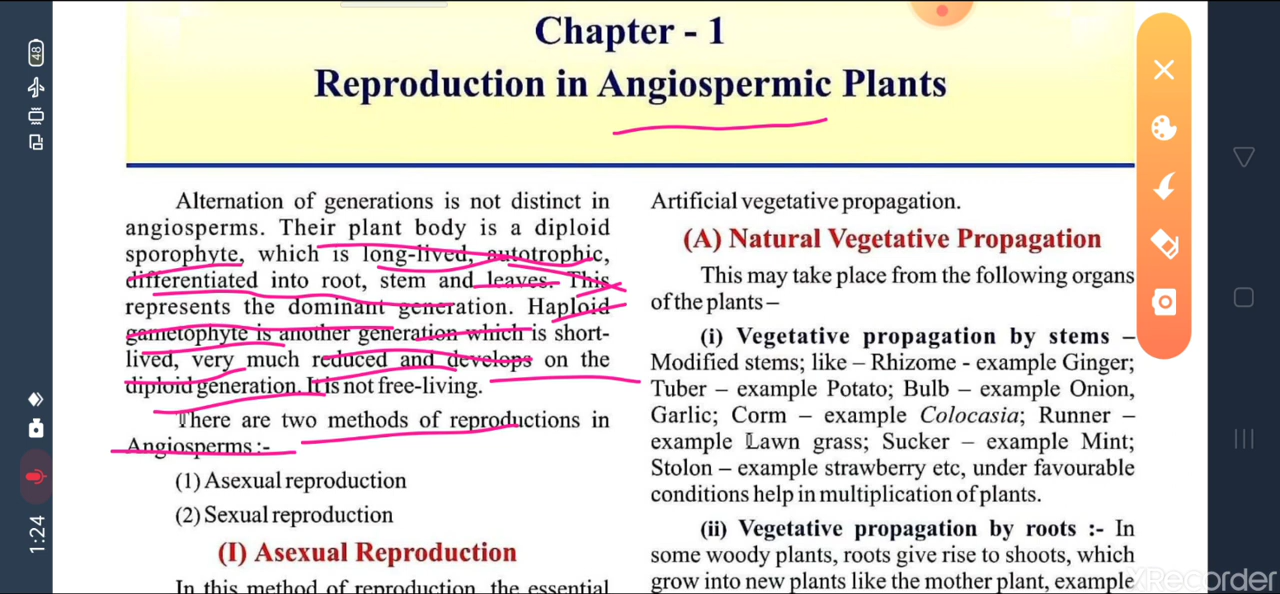 Chapter - 1
Reproduction in Angiospermic Plants
Alternation of generations is not distinct in
angiosperms. Their plant body is a diploid
sporophyte, which is long-lived, autotrophic,
differentiated into root, stem and leaves. This
represents the dominant generation. Haploid
gametophyte is another generation which is short-
lived, very much reduced and develops on the
diploid generation. It is not free-living.
There are two methods of reproductions in
Angiosperms :-
(1) Asexual reproduction
(2) Sexual reproduction
(I) Asexual Reproduction
In this method of reproduction, the essential
Artificial vegetative propagation.
(A) Natural Vegetative Propagation
This may take place from the following organs
of the plants –
(i) Vegetative propagation by stems –
Modified stems; like – Rhizome - example Ginger;
Tuber – example Potato; Bulb – example Onion,
Garlic; Corm – example Colocasia; Runner –
example Lawn grass; Sucker – example Mint;
Stolon – example strawberry etc, under favourable
conditions help in multiplication of plants.
(ii) Vegetative propagation by roots :- In
some woody plants, roots give rise to shoots, which
grow into new plants like the mother plant, example
48
1:24
XRecorder